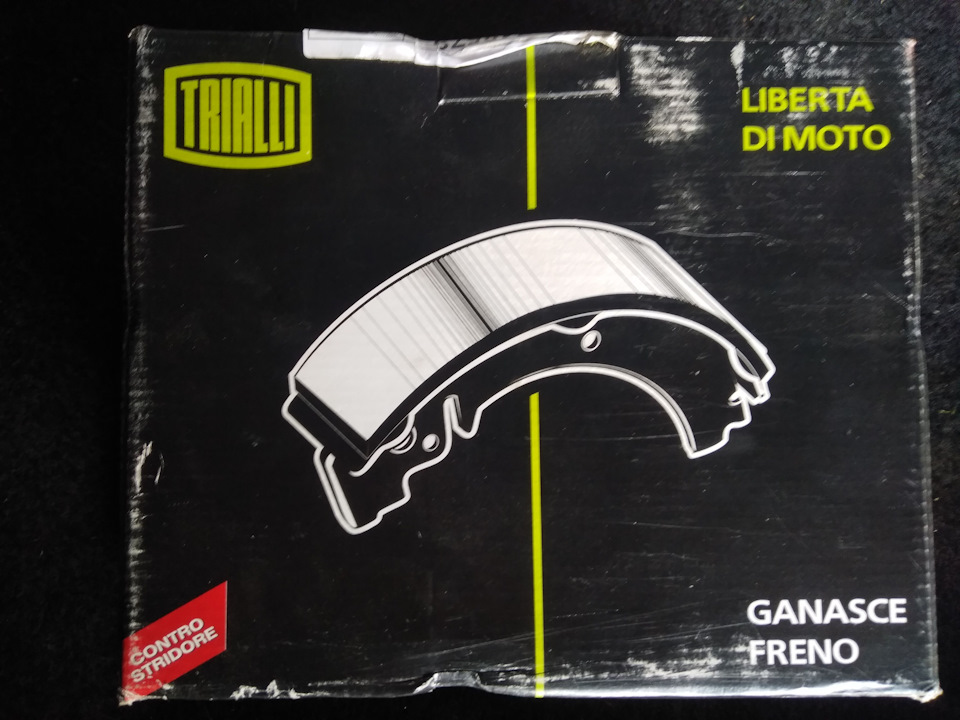 TRIALLI
LIBERTA
DI MOTO
CONTRO
STRIDORE
GANASCE
FRENO